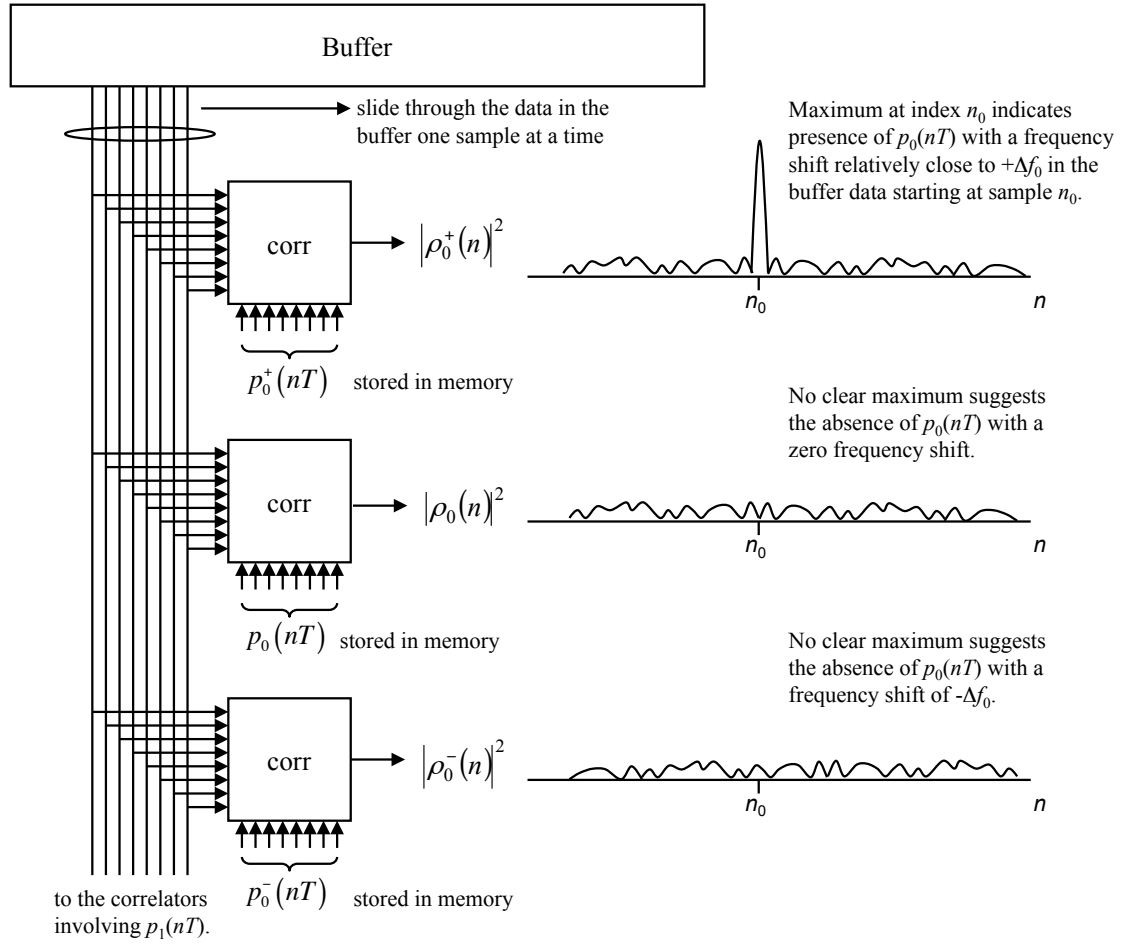 Buffer
slide through the data in the
buffer one sample at a time
Maximum at index n₀ indicates
presence of p₀(nT) with a frequency
shift relatively close to +Δf₀ in the
buffer data starting at sample n₀.
corr
|ρ₀⁺(n)|²
n₀
n
p₀⁺(nT) stored in memory
No clear maximum suggests
the absence of p₀(nT) with a
zero frequency shift.
corr
|ρ₀(n)|²
n₀
n
p₀(nT) stored in memory
No clear maximum suggests
the absence of p₀(nT) with a
frequency shift of -Δf₀.
corr
|ρ₀⁻(n)|²
n₀
n
p₀⁻(nT) stored in memory
to the correlators
involving p₁(nT).